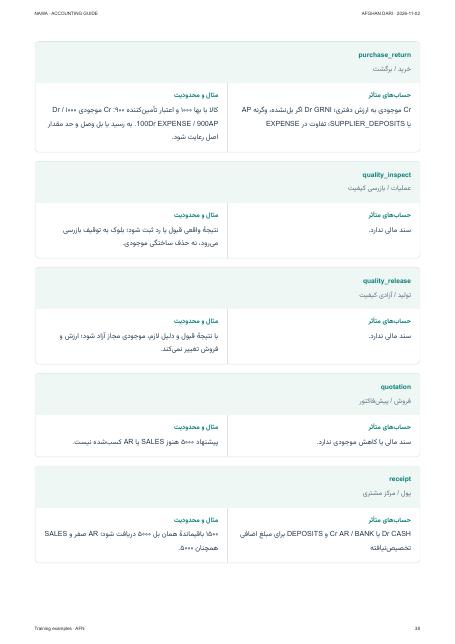 NAWA · ACCOUNTING GUIDE
AFGHAN DARI · 2026-11-02
purchase_return
خرید / برگشت
حساب‌های متأثر
Cr موجودی به ارزش دفتری؛ Dr GRNI اگر بل‌نشده، وگرنه AP
یا SUPPLIER_DEPOSITS؛ تفاوت در EXPENSE
مثال و محدودیت
کالا با بها ۱۰۰۰ و اعتبار تأمین‌کننده ۹۰۰: Cr موجودی ۱۰۰۰ / Dr
100Dr EXPENSE / 900AP. به رسید یا بل وصل و حد مقدار
اصل رعایت شود.
quality_inspect
عملیات / بازرسی کیفیت
حساب‌های متأثر
سند مالی ندارد.
مثال و محدودیت
نتیجهٔ واقعی قبول یا رد ثبت شود؛ بلوک به توقیف بازرسی
می‌رود، نه حذف ساختگی موجودی.
quality_release
تولید / آزادی کیفیت
حساب‌های متأثر
سند مالی ندارد.
مثال و محدودیت
با نتیجهٔ قبول و دلیل لازم، موجودی مجاز آزاد شود؛ ارزش و
فروش تغییر نمی‌کند.
quotation
فروش / پیش‌فاکتور
حساب‌های متأثر
سند مالی یا کاهش موجودی ندارد.
مثال و محدودیت
پیشنهاد ۵۰۰۰ هنوز SALES یا AR کسب‌شده نیست.
receipt
پول / مرکز مشتری
حساب‌های متأثر
Dr CASH یا BANK / Cr AR و DEPOSITS برای مبلغ اضافی
تخصیص‌نیافته
مثال و محدودیت
۱۵۰۰ باقیماندهٔ همان بل ۵۰۰۰ دریافت شود؛ AR صفر و SALES
همچنان ۵۰۰۰.
Training examples · AFN
38